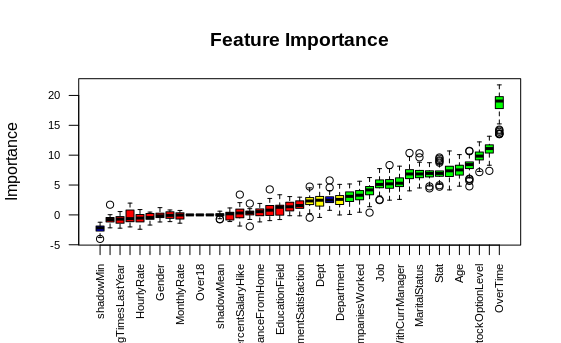 Feature Importance
Importance
20
15
10
5
0
-5
shadowMin
gTimesLastYear
HourlyRate
Gender
MonthlyRate
Over18
shadowMean
rcentSalaryHike
anceFromHome
EducationField
mentSatisfaction
Dept
Department
mpaniesWorked
Job
VithCurrManager
MaritalStatus
Stat
Age
tockOptionLevel
OverTime